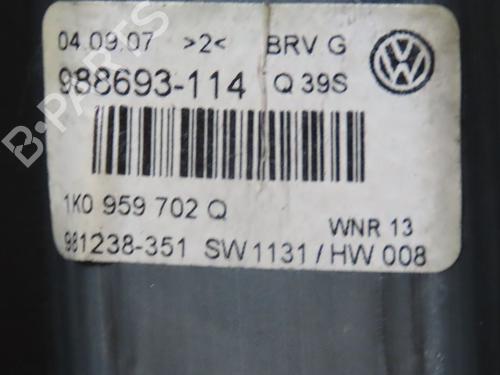 04.09.07 >2< BRV G
988693-114 Q 39S
1K0 959 702 Q
WNR 13
981238-351 SW1131 / HW 008
B-PARTS